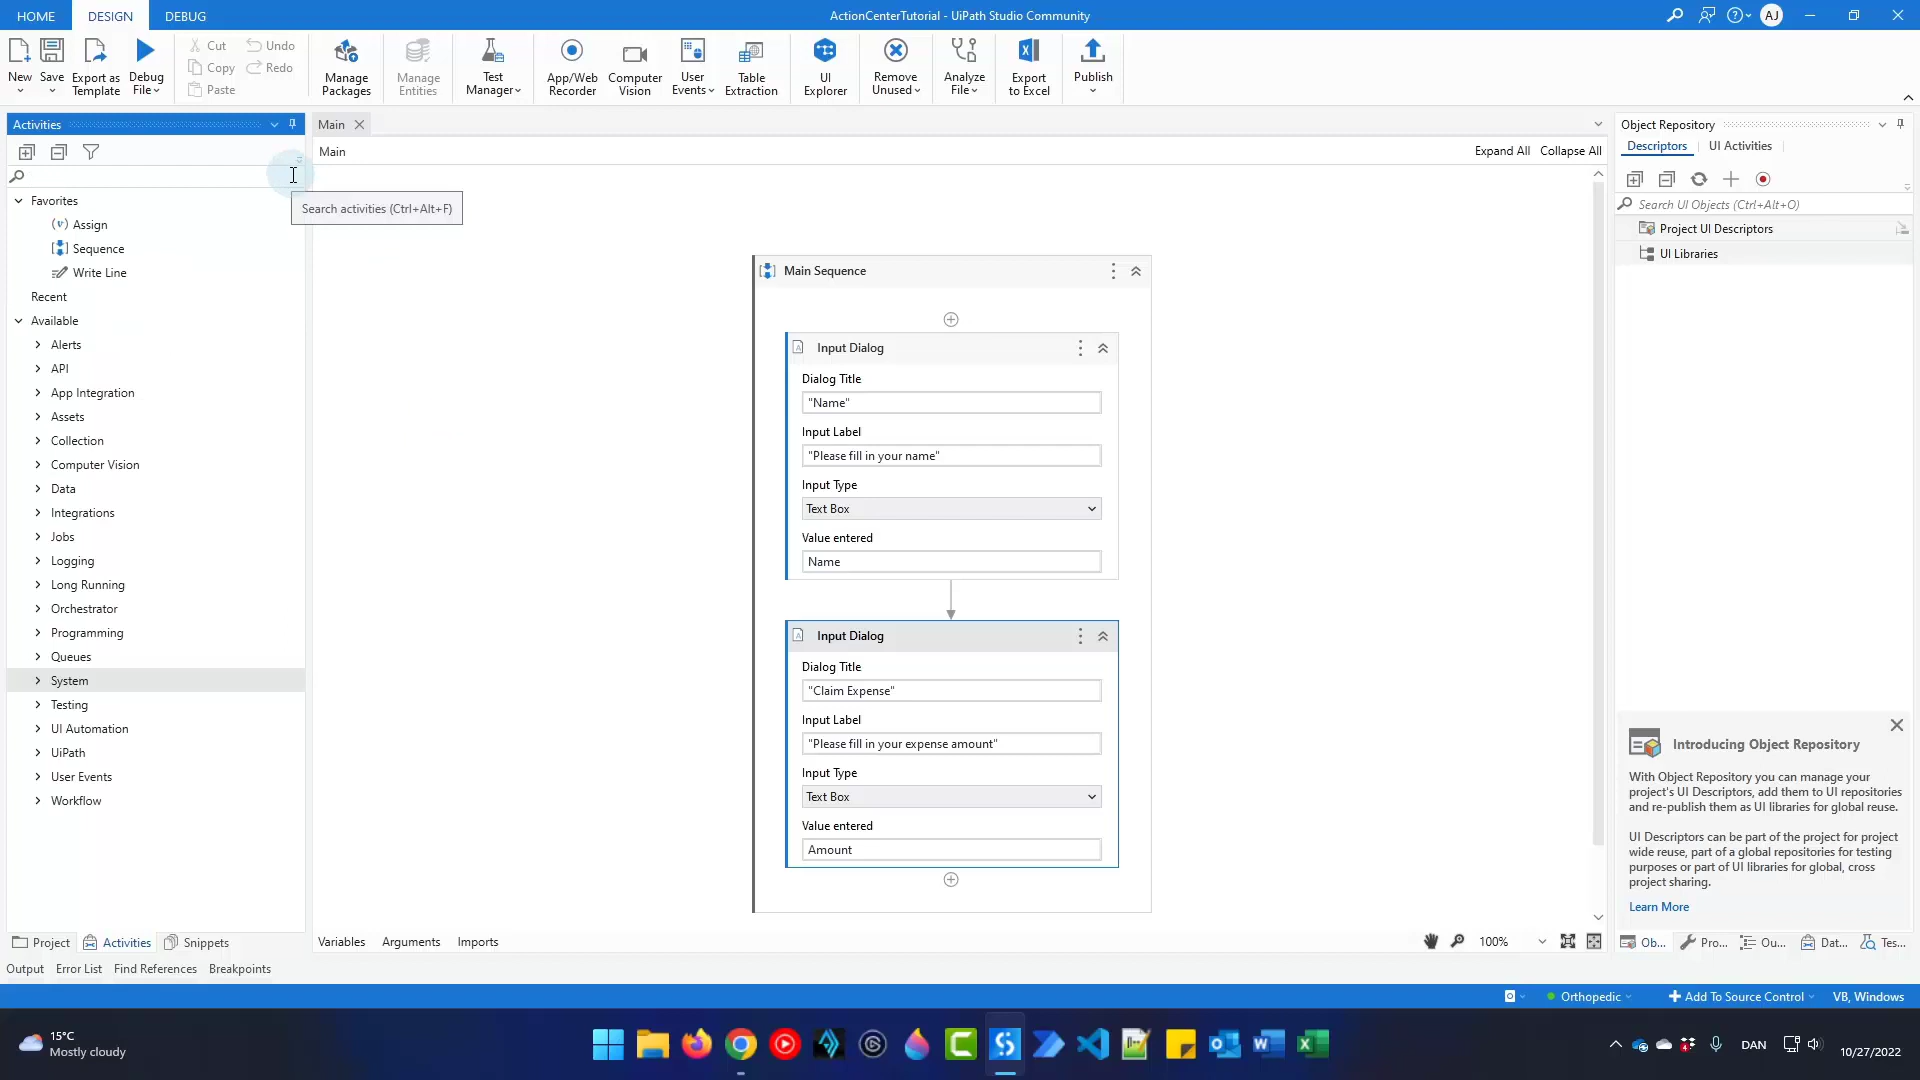 HOME
DESIGN
DEBUG
ActionCenterTutorial - UiPath Studio Community
AJ
New
Save
Export as
Template
Debug
File
Cut
Copy
Paste
Undo
Redo
Manage
Packages
Manage
Entities
Test
Manager
App/Web
Recorder
Computer
Vision
User
Events
Table
Extraction
UI
Explorer
Remove
Unused
Analyze
File
Export
to Excel
Publish
Activities
Favorites
Assign
Sequence
Write Line
Recent
Available
Alerts
API
App Integration
Assets
Collection
Computer Vision
Data
Integrations
Jobs
Logging
Long Running
Orchestrator
Programming
Queues
System
Testing
UI Automation
UiPath
User Events
Workflow
Project
Activities
Snippets
Search activities (Ctrl+Alt+F)
Main
Main
Expand All
Collapse All
Main Sequence
Input Dialog
Dialog Title
"Name"
Input Label
"Please fill in your name"
Input Type
Text Box
Value entered
Name
Input Dialog
Dialog Title
"Claim Expense"
Input Label
"Please fill in your expense amount"
Input Type
Text Box
Value entered
Amount
Variables
Arguments
Imports
100%
Object Repository
Descriptors
UI Activities
Search UI Objects (Ctrl+Alt+O)
Project UI Descriptors
UI Libraries
Introducing Object Repository
With Object Repository you can manage your
project's UI Descriptors, add them to UI repositories
and re-publish them as UI libraries for global reuse.
UI Descriptors can be part of the project for project
wide reuse, part of a global repositories for testing
purposes or part of UI libraries for global, cross
project sharing.
Learn More
Ob...
Pro...
Ou...
Dat...
Tes...
Output
Error List
Find References
Breakpoints
Orthopedic
Add To Source Control
VB, Windows
15°C
Mostly cloudy
DAN
10/27/2022